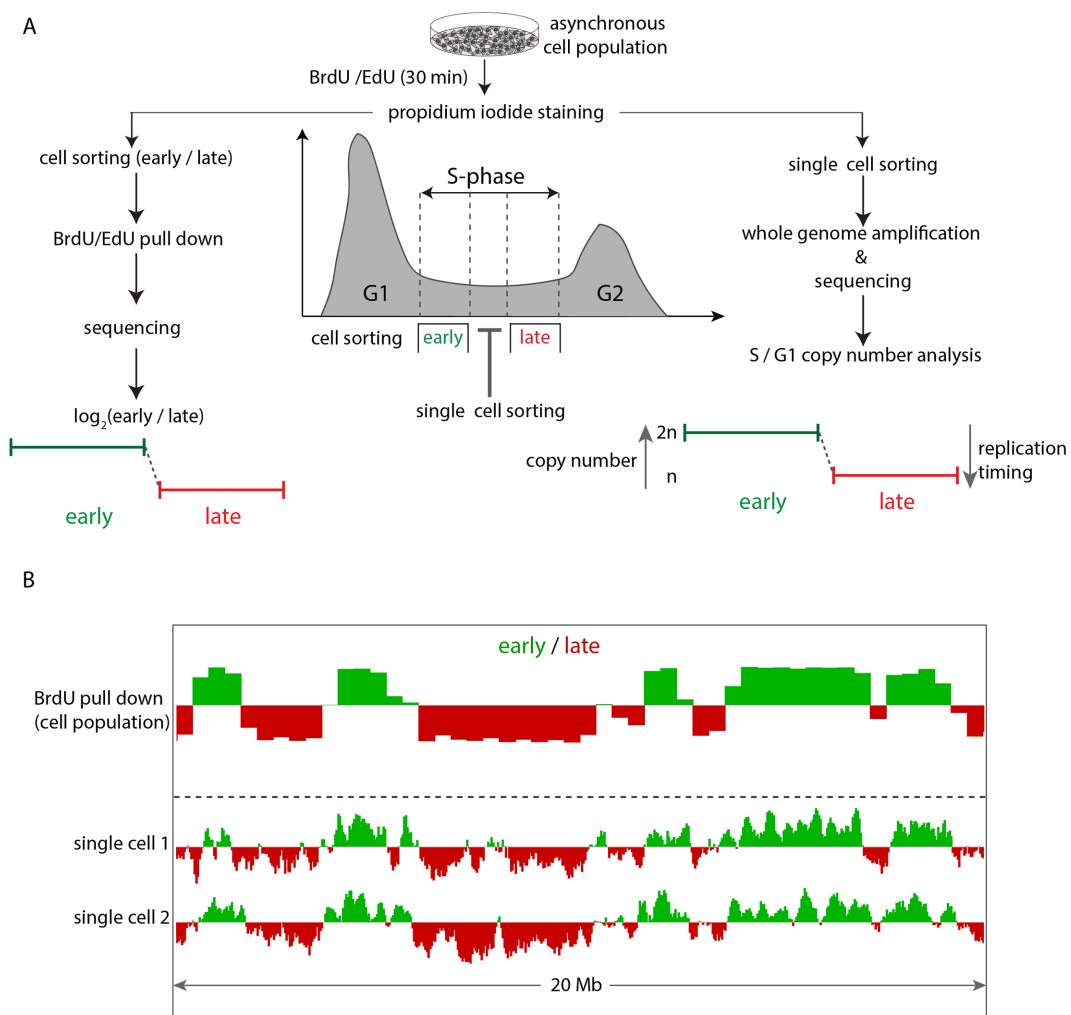 A
asynchronous
cell population
BrdU /EdU (30 min)
propidium iodide staining
cell sorting (early / late)
BrdU/EdU pull down
sequencing
log2(early / late)
early
late
S-phase
G1
G2
cell sorting
early
late
single cell sorting
single cell sorting
whole genome amplification
&
sequencing
S / G1 copy number analysis
copy number
2n
n
early
late
replication
timing
B
early / late
BrdU pull down
(cell population)
single cell 1
single cell 2
20 Mb